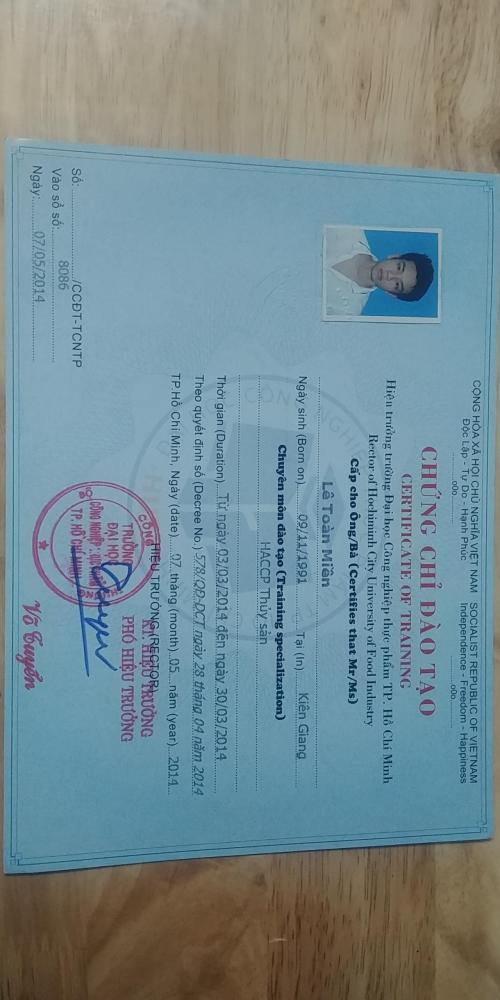 CỘNG HÒA XÃ HỘI CHỦ NGHĨA VIỆT NAM SOCIALIST REPUBLIC OF VIETNAM
Độc Lập - Tự Do - Hạnh Phúc Independence - Freedom - Happiness
oOo oOo
CHỨNG CHỈ ĐÀO TẠO
CERTIFICATE OF TRAINING
Hiệu trưởng trường Đại học Công nghiệp thực phẩm TP. Hồ Chí Minh
Rector of Hochiminh City University of Food Industry
Cấp cho Ông/Bà (Certifies that Mr/Ms)
Lê Toàn Miên
Ngày sinh (Born on) 09/11/1991 Tại (In) Kiên Giang
Chuyên môn đào tạo (Training specialization)
HACCP Thủy sản
Thời gian (Duration) Từ ngày 03/03/2014 đến ngày 30/03/2014
Theo quyết định số (Decree No.) 578/QĐ-DCT ngày 28 tháng 04 năm 2014
TP.Hồ Chí Minh, Ngày (date) 07 tháng (month) 05 năm (year) 2014
HIỆU TRƯỞNG (RECTOR)
KT. HIỆU TRƯỞNG
PHÓ HIỆU TRƯỞNG
TRƯỜNG
ĐẠI HỌC
CÔNG NGHIỆP
TP. HỒ CHÍ MINH
Võ Tuyển
Số: /CCĐT-TCNTP
Vào sổ số: 8086
Ngày: 07/05/2014